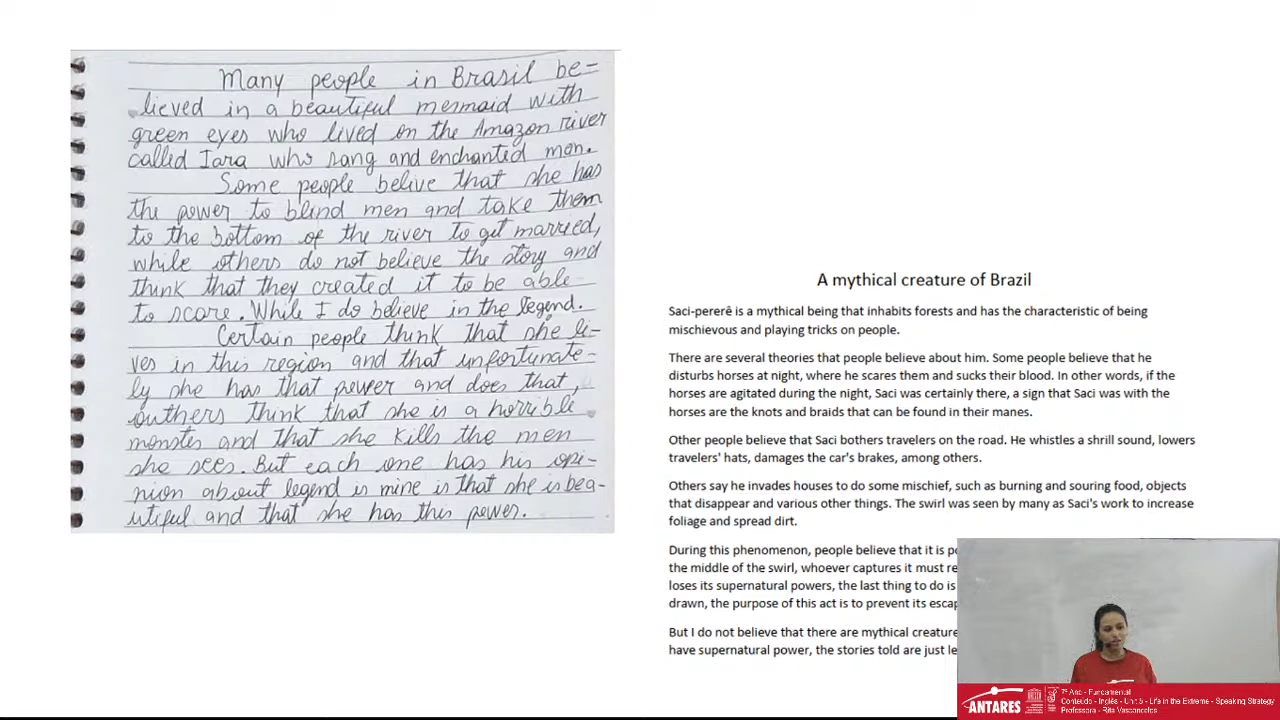 Many people in Brasil be=
lieved in a beautiful mermaid with
green eyes who lived on the Amazon river
called Iara who sang and enchanted men.
Some people belive that she has
the power to blind men and take them
to the bottom of the river to get married,
while others do not believe the story and
think that they created it to be able
to scare. While I do believe in the legend.
Certain people think that she li-
ves in this region and that unfortunate-
ly she has that power and does that,
outhers think that she is a horrible
monster and that she kills the men
she sees. But each one has his opi-
nion about legend is mine is that she is bea-
utiful and that she has this power.
A mythical creature of Brazil
Saci-pererê is a mythical being that inhabits forests and has the characteristic of being
mischievous and playing tricks on people.
There are several theories that people believe about him. Some people believe that he
disturbs horses at night, where he scares them and sucks their blood. In other words, if the
horses are agitated during the night, Saci was certainly there, a sign that Saci was with the
horses are the knots and braids that can be found in their manes.
Other people believe that Saci bothers travelers on the road. He whistles a shrill sound, lowers
travelers' hats, damages the car's brakes, among others.
Others say he invades houses to do some mischief, such as burning and souring food, objects
that disappear and various other things. The swirl was seen by many as Saci's work to increase
foliage and spread dirt.
During this phenomenon, people believe that it is
the middle of the swirl, whoever captures it must
loses its supernatural powers, the last thing to do is
drawn, the purpose of this act is to prevent its
But I do not believe that there are mythical
have supernatural power, the stories told are just
ANTARES
7º Ano - Fundamental
Conteúdo - Inglês - Unit 5 - Life in the Extreme - Speaking Strategy
Professora - Rita Vasconcelos